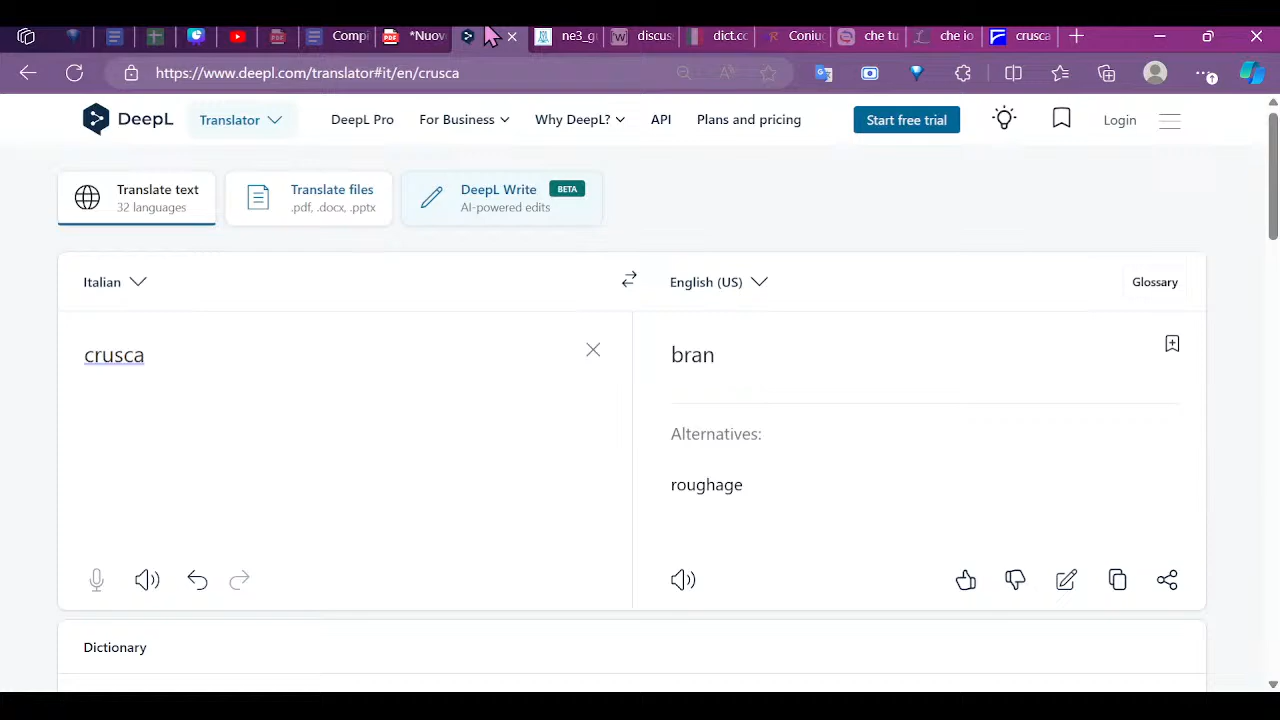 Compi
*Nuov
ne3_gu
discus
dict.cc
Coniug
che tu
che io
crusca
https://www.deepl.com/translator#it/en/crusca
DeepL
Translator
DeepL Pro
For Business
Why DeepL?
API
Plans and pricing
Start free trial
Login
Translate text
32 languages
Translate files
.pdf, .docx, .pptx
DeepL Write BETA
AI-powered edits
Italian
English (US)
Glossary
crusca
bran
Alternatives:
roughage
Dictionary